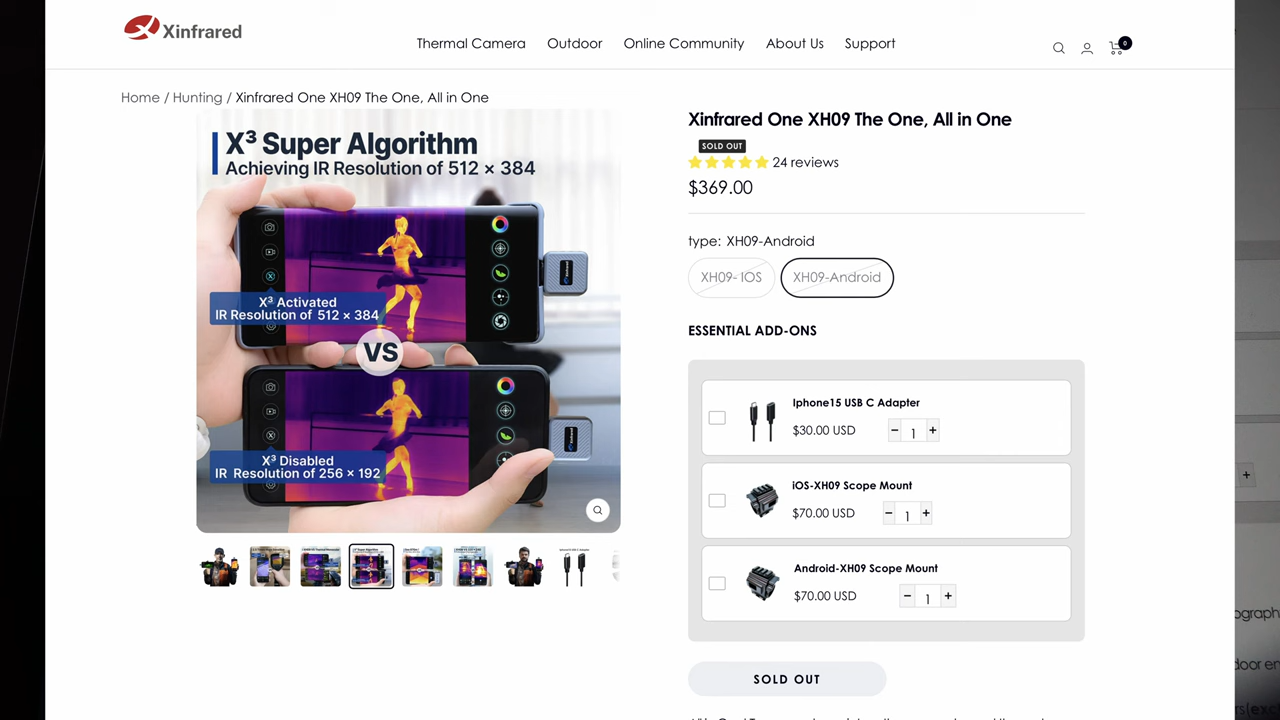 Xinfrared
Thermal Camera
Outdoor
Online Community
About Us
Support
0
Home / Hunting / Xinfrared One XH09 The One, All in One
X³ Super Algorithm
Achieving IR Resolution of 512 × 384
X³ Activated
IR Resolution of 512 × 384
VS
X³ Disabled
IR Resolution of 256 × 192
Xinfrared One XH09 The One, All in One
SOLD OUT
24 reviews
$369.00
type: XH09-Android
XH09- IOS
XH09-Android
ESSENTIAL ADD-ONS
Iphone15 USB C Adapter
$30.00 USD
− 1 +
iOS-XH09 Scope Mount
$70.00 USD
− 1 +
Android-XH09 Scope Mount
$70.00 USD
− 1 +
SOLD OUT